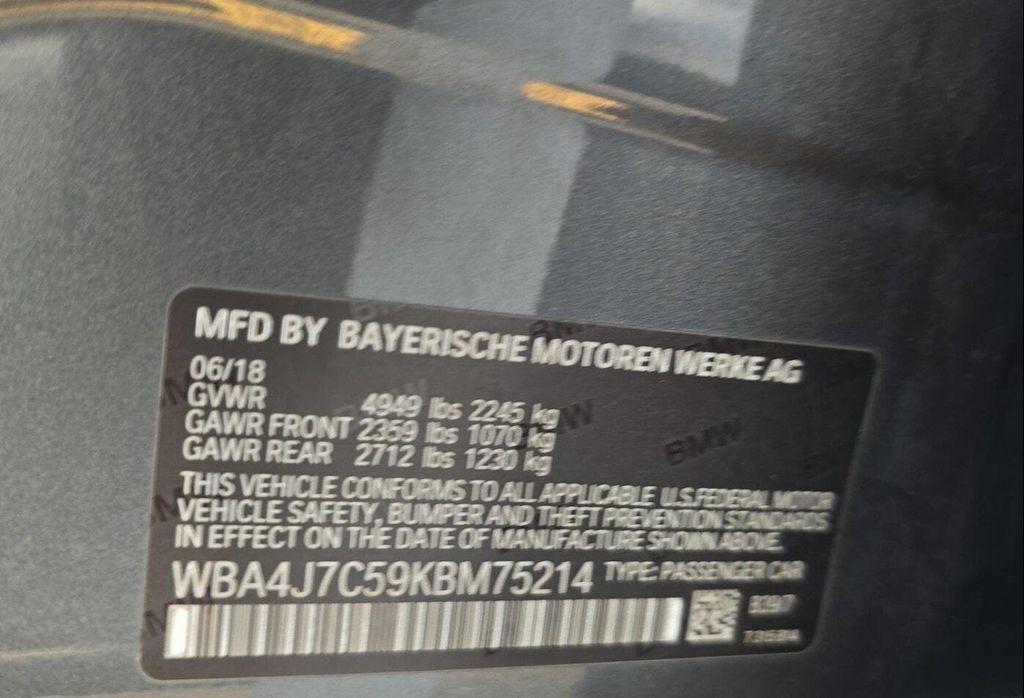 MFD BY BAYERISCHE MOTOREN WERKE AG
06/18
GVWR 4949 lbs 2245 kg
GAWR FRONT 2359 lbs 1070 kg
GAWR REAR 2712 lbs 1230 kg
THIS VEHICLE CONFORMS TO ALL APPLICABLE U.S. FEDERAL MOTOR
VEHICLE SAFETY, BUMPER AND THEFT PREVENTION STANDARDS
IN EFFECT ON THE DATE OF MANUFACTURE SHOWN ABOVE.
WBA4J7C59KBM75214 TYPE: PASSENGER CAR
BMW